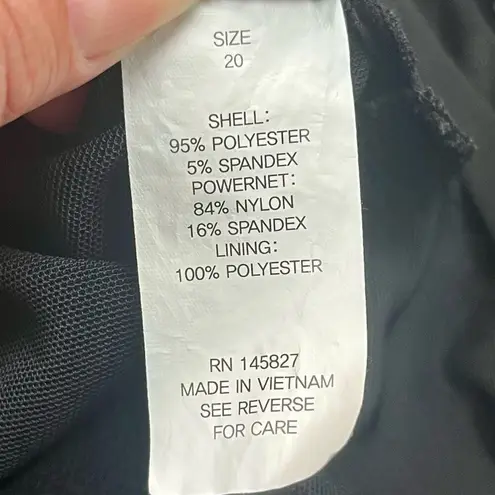 SIZE
20
SHELL:
95% POLYESTER
5% SPANDEX
POWERNET:
84% NYLON
16% SPANDEX
LINING:
100% POLYESTER
RN 145827
MADE IN VIETNAM
SEE REVERSE
FOR CARE